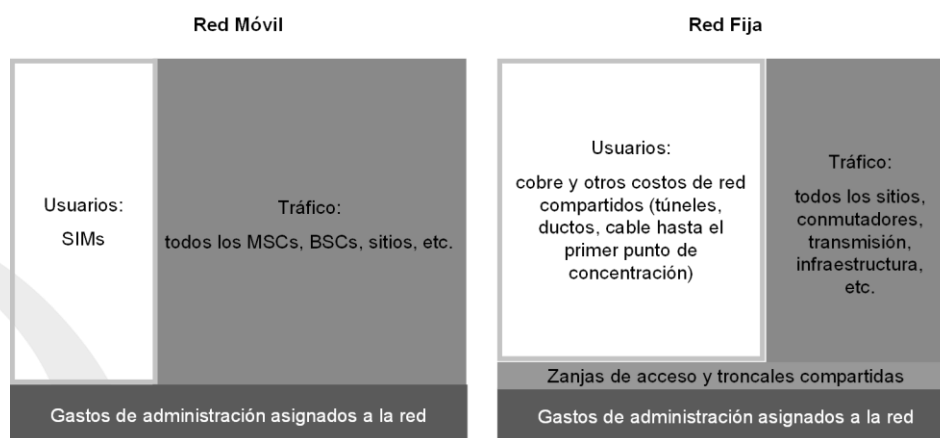 Red Móvil
Usuarios:
SIMs
Tráfico:
todos los MSCs, BSCs, sitios, etc.
Gastos de administración asignados a la red
Red Fija
Usuarios:
cobre y otros costos de red
compartidos (túneles,
ductos, cable hasta el
primer punto de
concentración)
Tráfico:
todos los sitios,
conmutadores,
transmisión,
infraestructura,
etc.
Zanjas de acceso y troncales compartidas
Gastos de administración asignados a la red